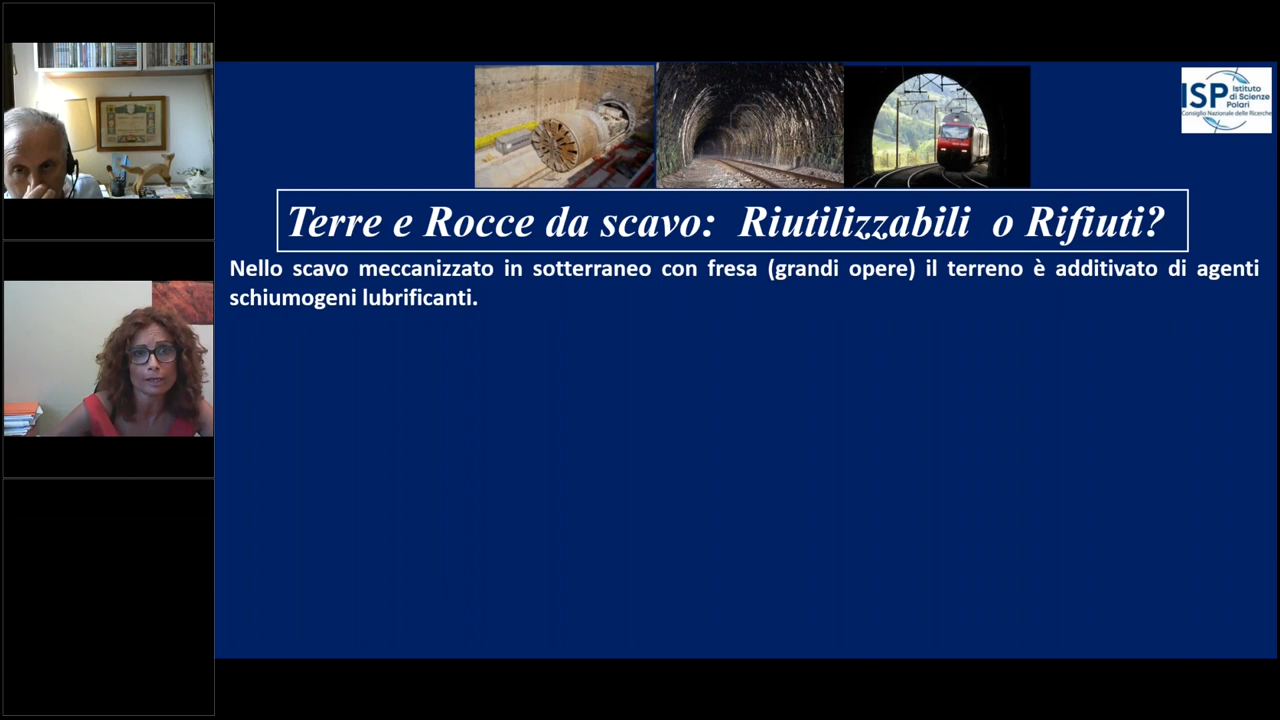 ISP Istituto
di Scienze
Polari
Consiglio Nazionale delle Ricerche
Terre e Rocce da scavo: Riutilizzabili o Rifiuti?
Nello scavo meccanizzato in sotterraneo con fresa (grandi opere) il terreno è additivato di agenti
schiumogeni lubrificanti.